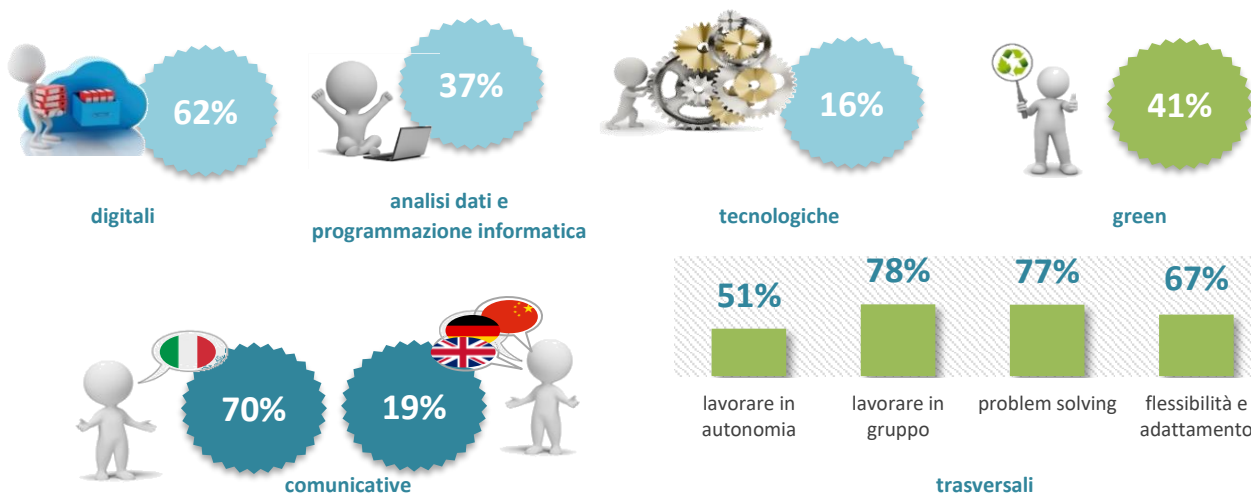 62%
37%
16%
41%
digitali
analisi dati e
programmazione informatica
tecnologiche
green
70%
19%
comunicative
51%
78%
77%
67%
lavorare in
autonomia
lavorare in
gruppo
problem solving
flessibilità e
adattamento
trasversali